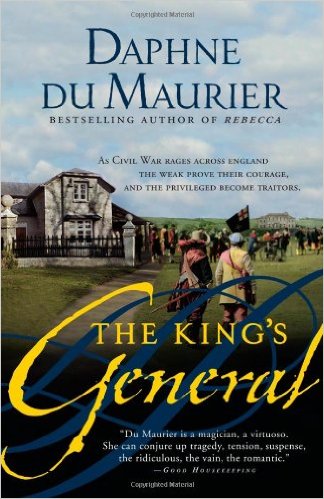 DAPHNE
DU MAURIER
BESTSELLING AUTHOR OF REBECCA
AS CIVIL WAR RAGES ACROSS ENGLAND
THE WEAK PROVE THEIR COURAGE,
AND THE PRIVILEGED BECOME TRAITORS.
THE KING'S
General
"Du Maurier is a magician, a virtuoso.
She can conjure up tragedy, tension, suspense,
the ridiculous, the vain, the romantic."
—GOOD HOUSEKEEPING